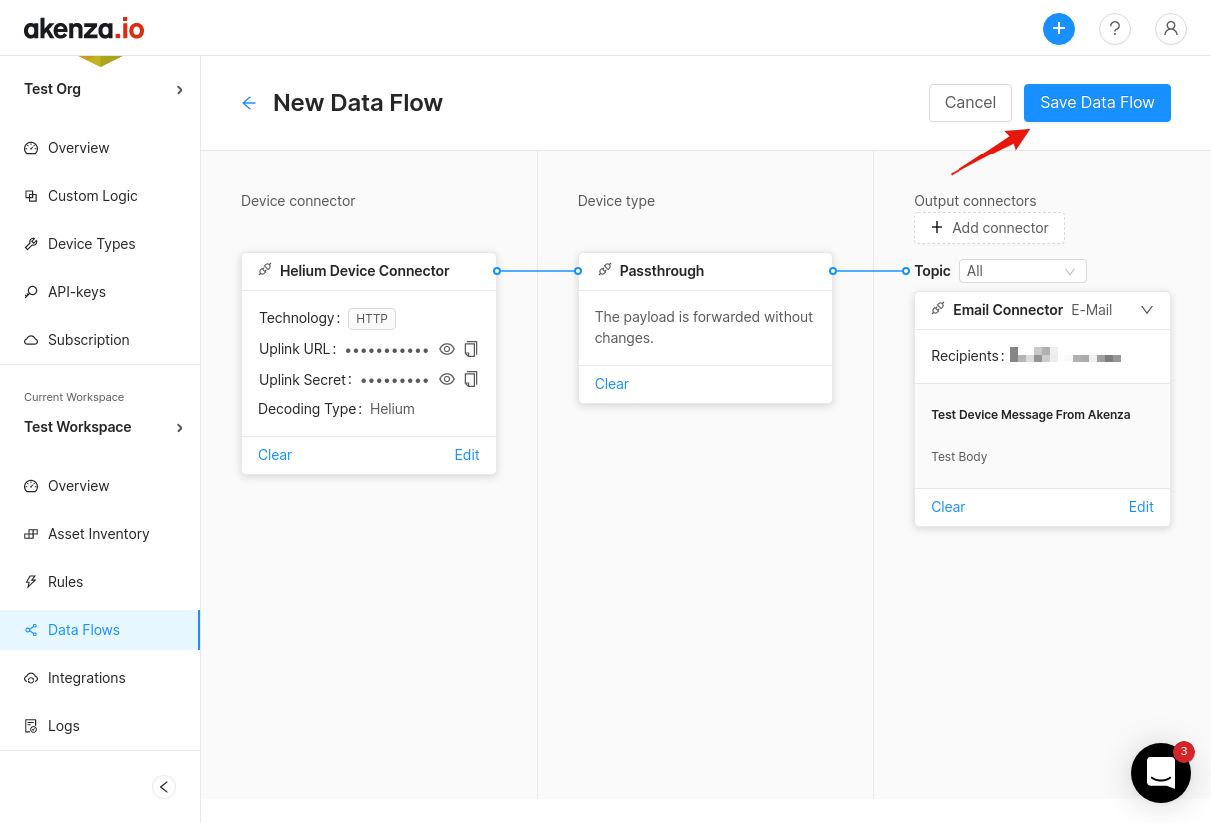 akenza.io
Test Org
Overview
Custom Logic
Device Types
API-keys
Subscription
Current Workspace
Test Workspace
Overview
Asset Inventory
Rules
Data Flows
Integrations
Logs
New Data Flow
Cancel
Save Data Flow
Device connector
Helium Device Connector
Technology: HTTP
Uplink URL: •••••••••••
Uplink Secret: •••••••••
Decoding Type: Helium
Clear Edit
Device type
Passthrough
The payload is forwarded without
changes.
Clear
Output connectors
+ Add connector
Topic All
Email Connector E-Mail
Recipients:
Test Device Message From Akenza
Test Body
Clear Edit
3